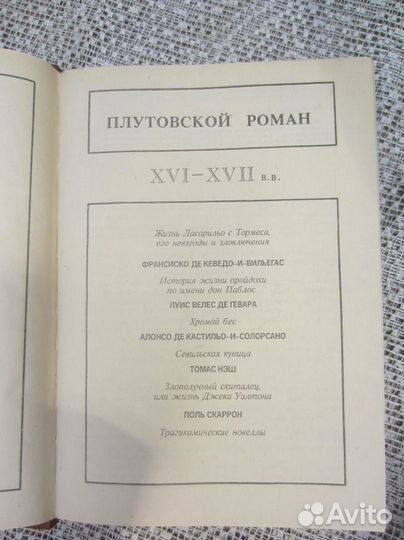 ПЛУТОВСКОЙ РОМАН
XVI–XVII в.в.
Жизнь Ласарильо с Тормеса,
его невзгоды и злоключения
ФРАНСИСКО ДЕ КЕВЕДО-И-ВИЛЬЕГАС
История жизни пройдохи
по имени дон Паблос
ЛУИС ВЕЛЕС ДЕ ГЕВАРА
Хромой бес
АЛОНСО ДЕ КАСТИЛЬО-И-СОЛОРСАНО
Севильская куница
ТОМАС НЭШ
Злополучный скиталец,
или жизнь Джека Уилтона
ПОЛЬ СКАРРОН
Трагикомические новеллы
Avito